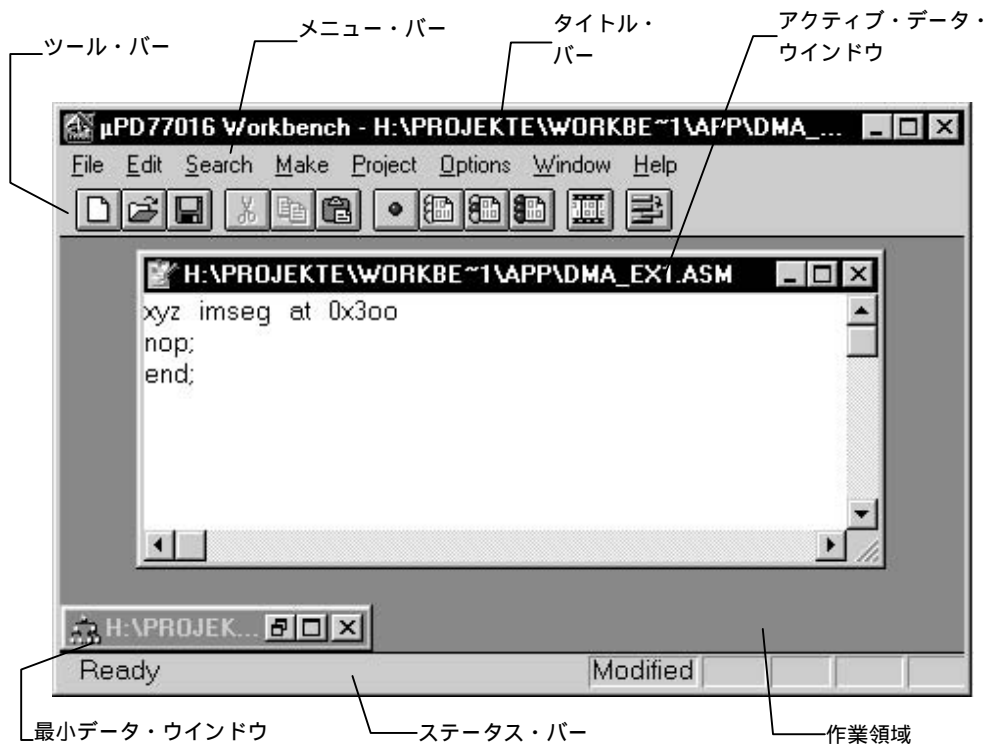 ツール・バー
メニュー・バー
タイトル・
バー
アクティブ・データ・
ウインドウ
µPD77016 Workbench - H:\PROJEKTE\WORKBE~1\APP\DMA_...
File Edit Search Make Project Options Window Help
H:\PROJEKTE\WORKBE~1\APP\DMA_EX1.ASM
xyz imseg at 0x3oo
nop;
end;
H:\PROJEK...
Ready Modified
最小データ・ウインドウ
ステータス・バー
作業領域